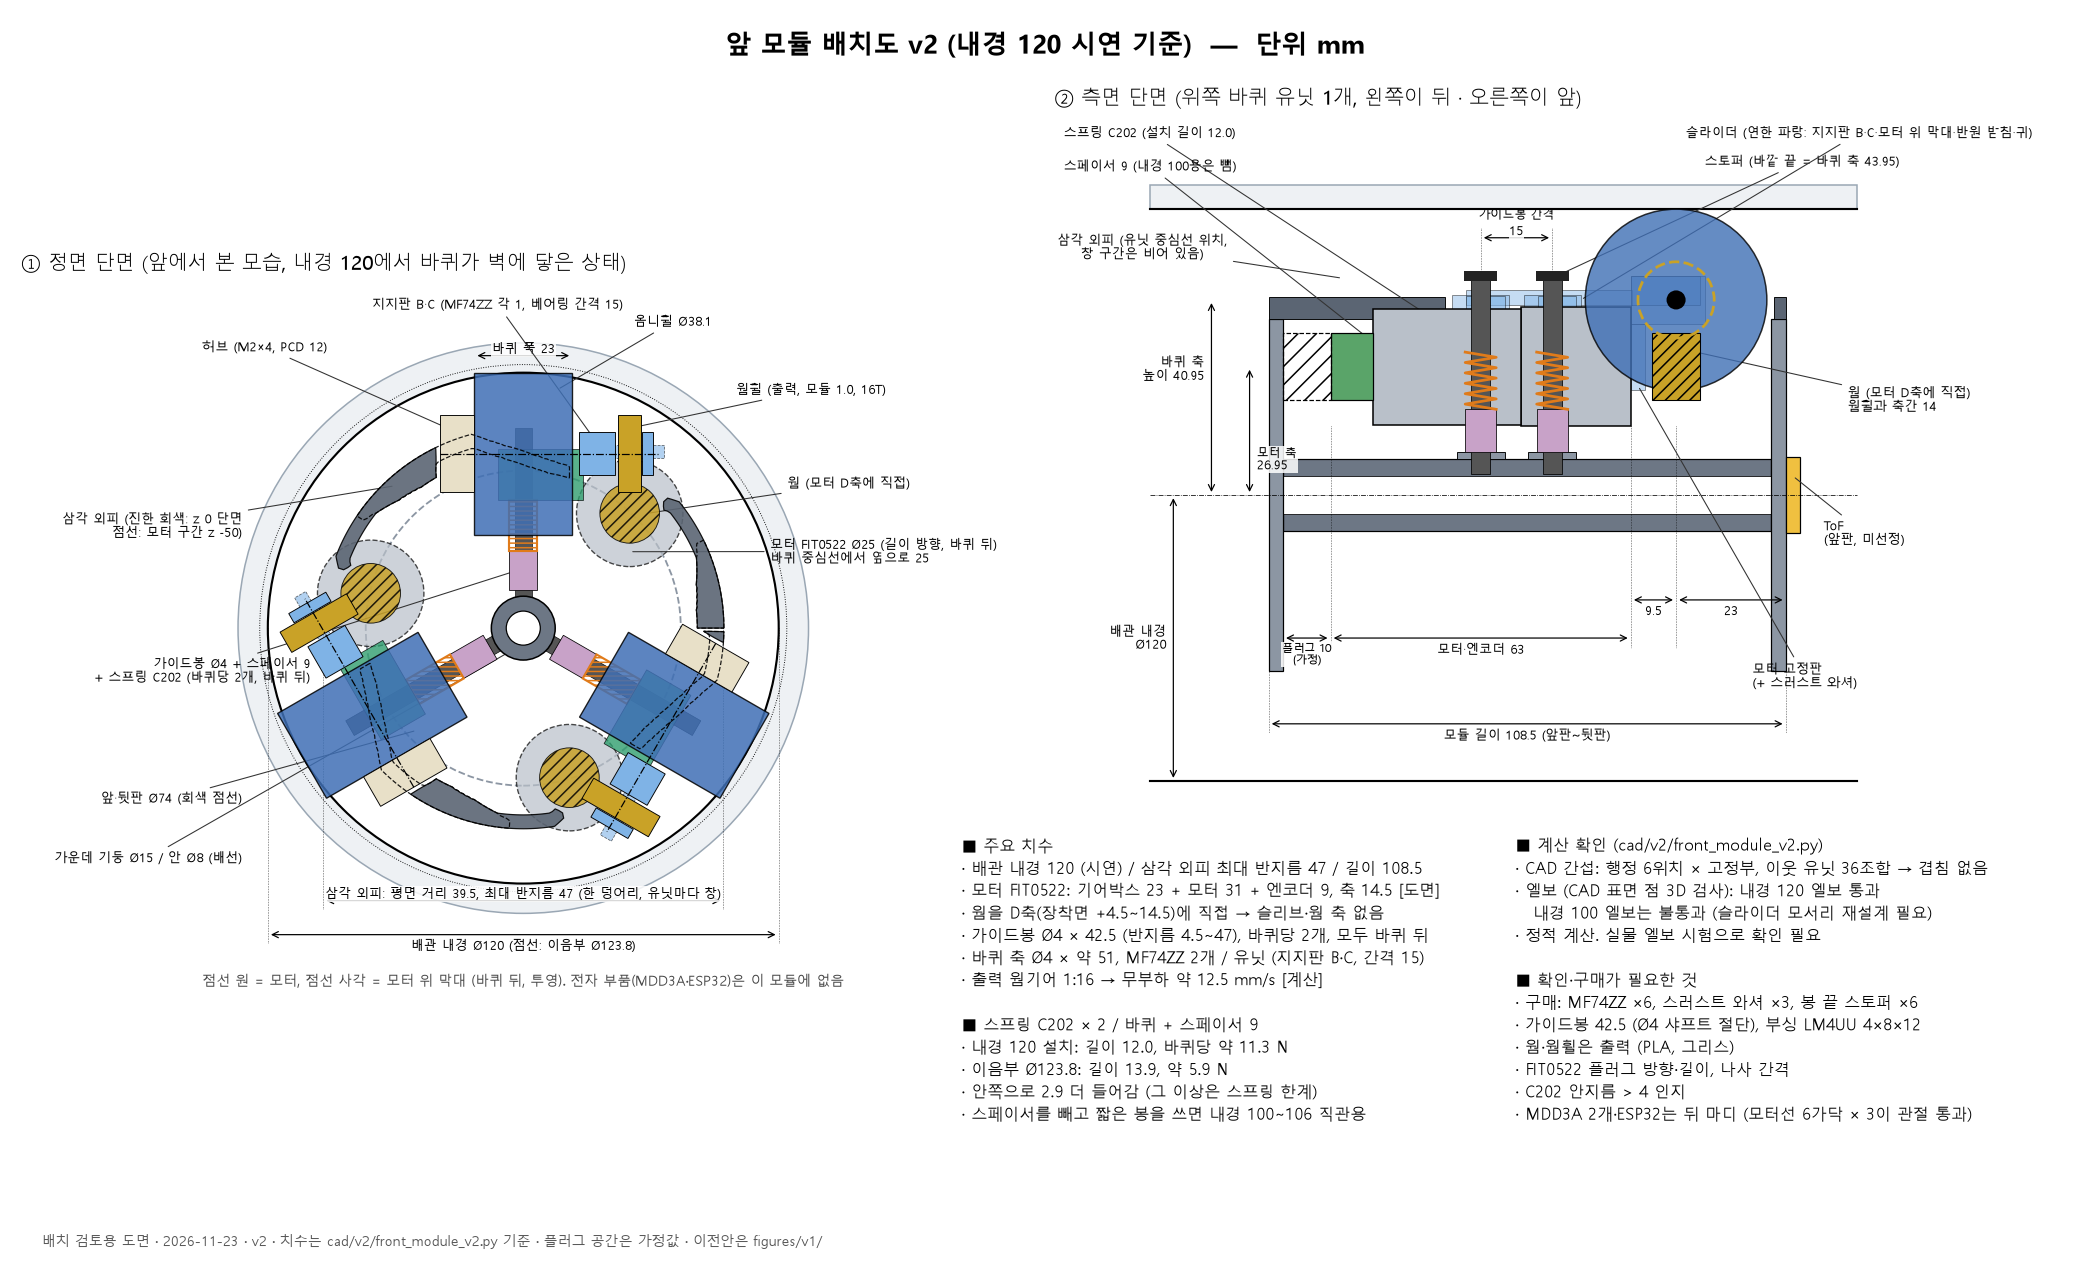 앞 모듈 배치도 v2 (내경 120 시연 기준) — 단위 mm
② 측면 단면 (위쪽 바퀴 유닛 1개, 왼쪽이 뒤 · 오른쪽이 앞)
스프링 C202 (설치 길이 12.0)
슬라이더 (연한 파랑: 지지판 B·C·모터 위 막대·반원 받침·귀)
스페이서 9 (내경 100용은 뺌)
스토퍼 (바깥 끝 = 바퀴 축 43.95)
가이드봉 간격
15
삼각 외피 (유닛 중심선 위치,
창 구간은 비어 있음)
바퀴 축
높이 40.95
모터 축
26.95
웜 (모터 D축에 직접)
웜휠과 축간 14
ToF
(앞판, 미선정)
9.5
23
배관 내경
Ø120
플러그 10
(가정)
모터·엔코더 63
모터 고정판
(+ 스러스트 와셔)
모듈 길이 108.5 (앞판~뒷판)
① 정면 단면 (앞에서 본 모습, 내경 120에서 바퀴가 벽에 닿은 상태)
지지판 B·C (MF74ZZ 각 1, 베어링 간격 15)
옴니휠 Ø38.1
허브 (M2×4, PCD 12)
바퀴 폭 23
웜휠 (출력, 모듈 1.0, 16T)
웜 (모터 D축에 직접)
삼각 외피 (진한 회색: z 0 단면
점선: 모터 구간 z -50)
모터 FIT0522 Ø25 (길이 방향, 바퀴 뒤)
바퀴 중심선에서 옆으로 25
가이드봉 Ø4 + 스페이서 9
+ 스프링 C202 (바퀴당 2개, 바퀴 뒤)
앞·뒷판 Ø74 (회색 점선)
가운데 기둥 Ø15 / 안 Ø8 (배선)
삼각 외피: 평면 거리 39.5, 최대 반지름 47 (한 덩어리, 유닛마다 창)
배관 내경 Ø120 (점선: 이음부 Ø123.8)
점선 원 = 모터, 점선 사각 = 모터 위 막대 (바퀴 뒤, 투영). 전자 부품(MDD3A·ESP32)은 이 모듈에 없음
■ 주요 치수
· 배관 내경 120 (시연) / 삼각 외피 최대 반지름 47 / 길이 108.5
· 모터 FIT0522: 기어박스 23 + 모터 31 + 엔코더 9, 축 14.5 [도면]
· 웜을 D축(장착면 +4.5~14.5)에 직접 → 슬리브·웜 축 없음
· 가이드봉 Ø4 × 42.5 (반지름 4.5~47), 바퀴당 2개, 모두 바퀴 뒤
· 바퀴 축 Ø4 × 약 51, MF74ZZ 2개 / 유닛 (지지판 B·C, 간격 15)
· 출력 웜기어 1:16 → 무부하 약 12.5 mm/s [계산]
■ 스프링 C202 × 2 / 바퀴 + 스페이서 9
· 내경 120 설치: 길이 12.0, 바퀴당 약 11.3 N
· 이음부 Ø123.8: 길이 13.9, 약 5.9 N
· 안쪽으로 2.9 더 들어감 (그 이상은 스프링 한계)
· 스페이서를 빼고 짧은 봉을 쓰면 내경 100~106 직관용
■ 계산 확인 (cad/v2/front_module_v2.py)
· CAD 간섭: 행정 6위치 × 고정부, 이웃 유닛 36조합 → 겹침 없음
· 엘보 (CAD 표면 점 3D 검사): 내경 120 엘보 통과
내경 100 엘보는 불통과 (슬라이더 모서리 재설계 필요)
· 정적 계산. 실물 엘보 시험으로 확인 필요
■ 확인·구매가 필요한 것
· 구매: MF74ZZ ×6, 스러스트 와셔 ×3, 봉 끝 스토퍼 ×6
· 가이드봉 42.5 (Ø4 샤프트 절단), 부싱 LM4UU 4×8×12
· 웜·웜휠은 출력 (PLA, 그리스)
· FIT0522 플러그 방향·길이, 나사 간격
· C202 안지름 > 4 인지
· MDD3A 2개·ESP32는 뒤 마디 (모터선 6가닥 × 3이 관절 통과)
배치 검토용 도면 · 2026-11-23 · v2 · 치수는 cad/v2/front_module_v2.py 기준 · 플러그 공간은 가정값 · 이전안은 figures/v1/